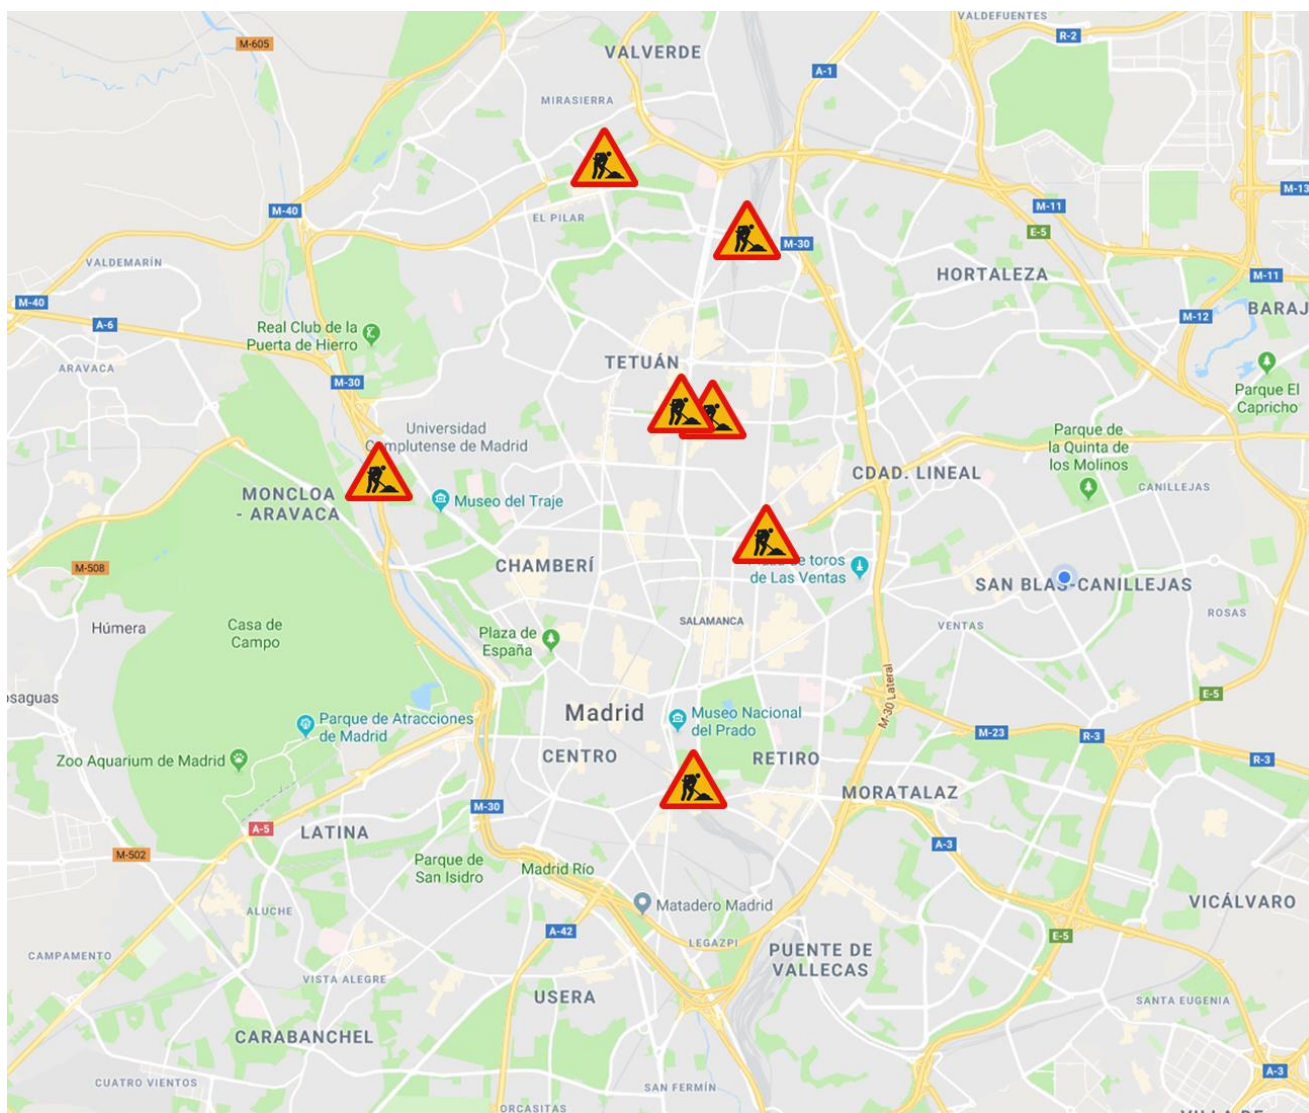 VALDEFUENTES
M-605
R-2
VALVERDE
A-1
MIRASIERRA
M-13
M-40
M-11
EL PILAR
E-5
M-30
VALDEMARÍN
HORTALEZA
M-11
M-40
BARAJ
A-6
M-12
Real Club de la
Puerta de Hierro
TETUÁN
ARAVACA
M-30
Parque El
Capricho
Universidad
Complutense de Madrid
Parque de
la Quinta de
los Molinos
CDAD. LINEAL
CANILLEJAS
MONCLOA
- ARAVACA
Museo del Traje
CHAMBERÍ
de toros
de Las Ventas
M-508
SAN BLAS-CANILLEJAS
ROSAS
Húmera
Casa de
Campo
SALAMANCA
VENTAS
Plaza de
España
osaguas
M-30 Lateral
E-5
Madrid
Museo Nacional
del Prado
Parque de Atracciones
de Madrid
M-23
R-3
CENTRO
RETIRO
Zoo Aquarium de Madrid
R-3
MORATALAZ
M-30
A-5
LATINA
A-3
M-502
Parque de
San Isidro
Madrid Río
Matadero Madrid
VICÁLVARO
ALUCHE
A-42
LEGAZPI
E-5
CAMPAMENTO
PUENTE DE
VALLECAS
VISTA ALEGRE
USERA
SANTA EUGENIA
CARABANCHEL
A-3
CUATRO VIENTOS
SAN FERMÍN
ORCASITAS
VILLA DE